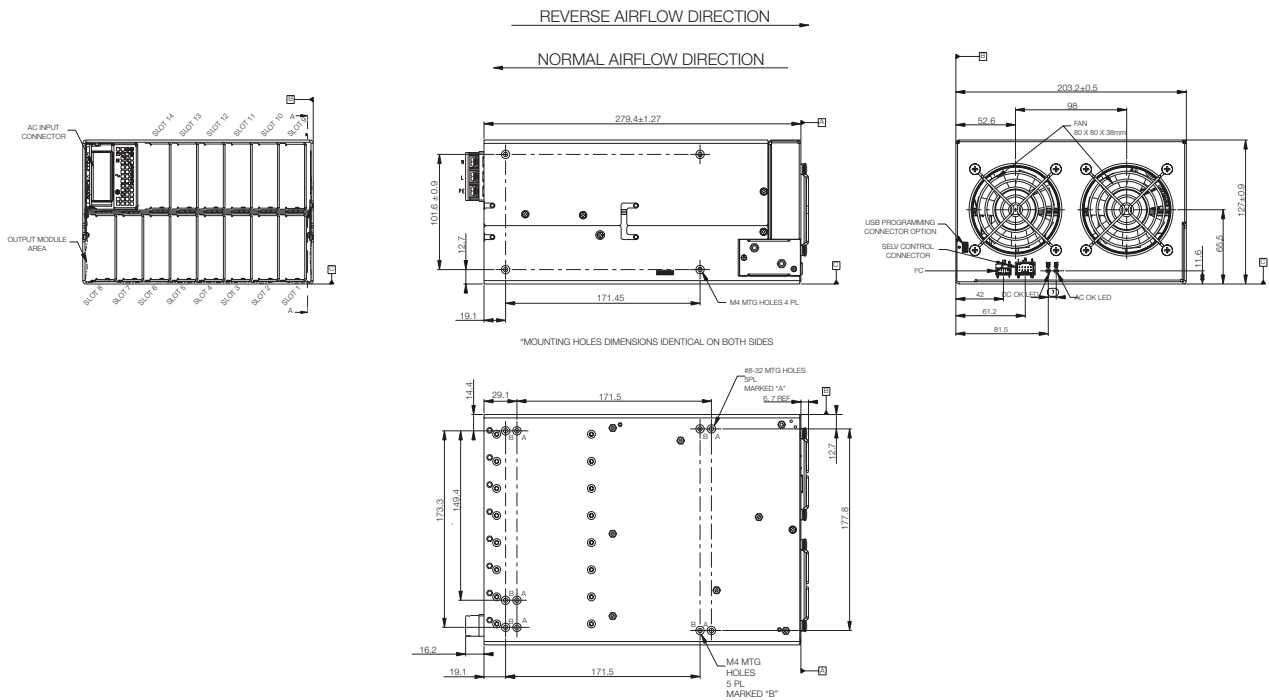 REVERSE AIRFLOW DIRECTION
NORMAL AIRFLOW DIRECTION
B
A
AC INPUT
CONNECTOR
SLOT 14
SLOT 13
SLOT 12
SLOT 11
SLOT 10
SLOT 9
OUTPUT MODULE
AREA
SLOT 8
SLOT 7
SLOT 6
SLOT 5
SLOT 4
SLOT 3
SLOT 2
SLOT 1
A
C
279.4±1.27
A
N
L
PE
101.6 ±0.9
12.7
C
171.45
M4 MTG HOLES 4 PL
19.1
*MOUNTING HOLES DIMENSIONS IDENTICAL ON BOTH SIDES
B
203.2±0.5
98
52.6
FAN
80 X 80 X 38mm
127±0.9
65.5
11.6
USB PROGRAMMING
CONNECTOR OPTION
SELV CONTROL
CONNECTOR
I²C
C
42
DC OK LED
AC OK LED
61.2
81.5
#8-32 MTG HOLES
5PL
MARKED "A"
6.7 REF
B
14.4
29.1
171.5
12.7
B A
B A
173.3
149.4
177.8
B A
B A
B A
16.2
19.1
171.5
A
M4 MTG
HOLES
5 PL
MARKED "B"